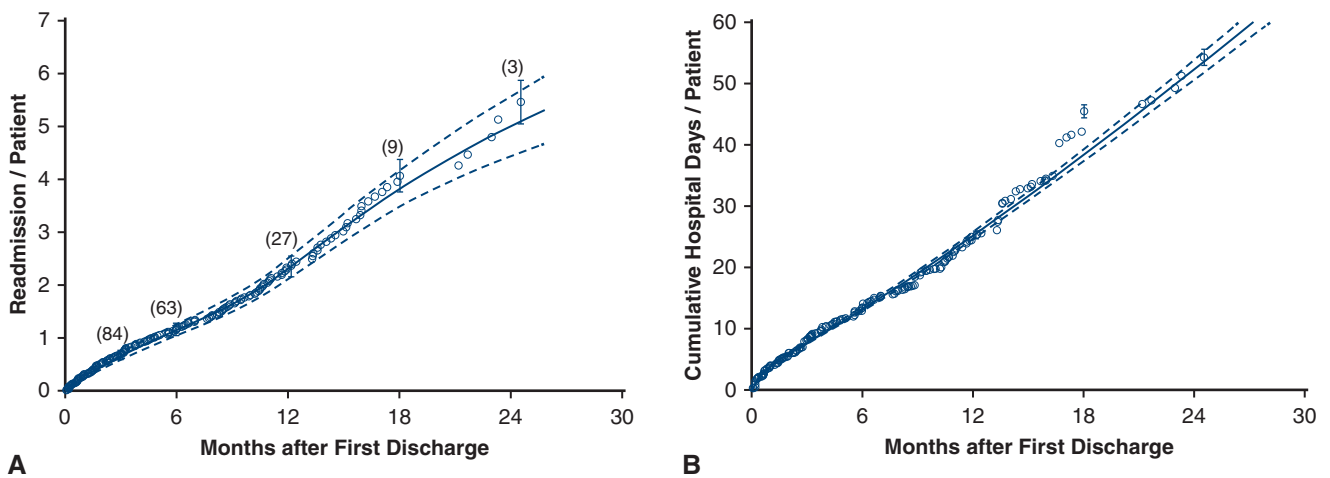 7
6
5
4
3
2
1
0
Readmission / Patient
(84)
(63)
(27)
(9)
(3)
0 6 12 18 24 30
Months after First Discharge
A
60
50
40
30
20
10
0
Cumulative Hospital Days / Patient
0 6 12 18 24 30
Months after First Discharge
B